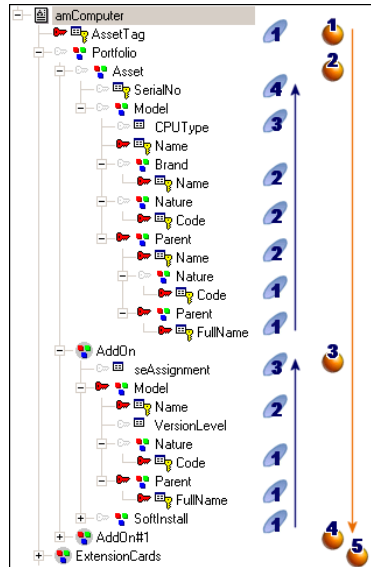 amComputer
AssetTag 1 1
Portfolio
Asset 2
SerialNo 4
Model
CPUType 3
Name
Brand
Name 2
Nature
Code 2
Parent
Name 2
Nature
Code 1
Parent
FullName 1
AddOn 3
seAssignment 3
Model
Name 2
VersionLevel
Nature
Code 1
Parent
FullName 1
SoftInstall 1
AddOn#1 4
ExtensionCards 5